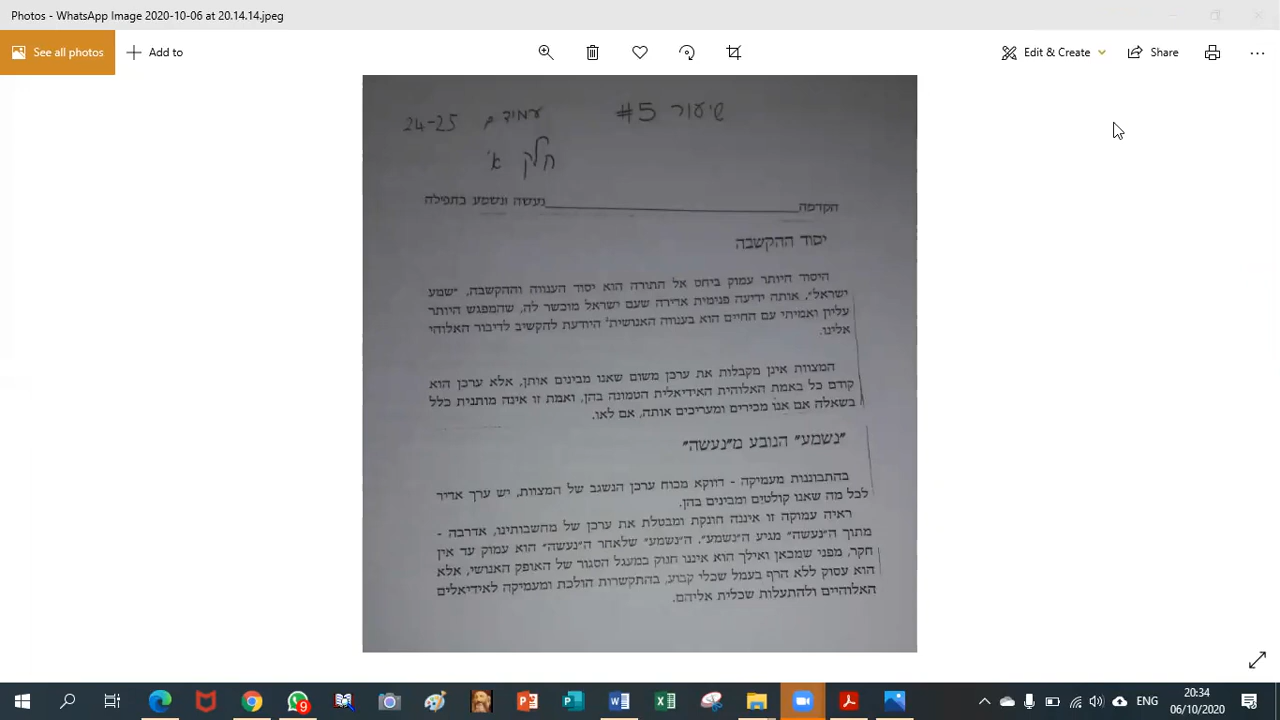 Photos - WhatsApp Image 2020-10-06 at 20.14.14.jpeg
See all photos
Add to
Edit & Create
Share
שיעור #5 עמודים 24-25
חלק א'
הקדמה נעשה ונשמע בתפילה
יסוד ההקשבה
היסוד היותר עמוק ביחס אל התורה הוא יסוד הענווה וההקשבה, "שמע
ישראל", אותה ידיעה פנימית אדירה שעם ישראל מוכשר לה, שהמפגש היותר
עליון ואמיתי עם החיים הוא בענווה האנושית היודעת להקשיב לדיבור האלוהי
אלינו.
המצוות אינן מקבלות את ערכן משום שאנו מבינים אותן, אלא ערכן הוא
קודם כל באמת האלוהית האידיאלית הטמונה בהן, ואמת זו אינה מותנית כלל
בשאלה אם אנו מכירים ומעריכים אותה, אם לאו.
"נשמע" הנובע מ"נעשה"
בהתבוננות מעמיקה - דווקא מכוח ערכן הנשגב של המצוות, יש ערך אדיר
לכל מה שאנו קולטים ומבינים בהן.
ראיה עמוקה זו איננה חונקת ומבטלת את ערכן של מחשבותינו, אדרבה -
מתוך ה"נעשה" מגיע ה"נשמע". ה"נשמע" שלאחר ה"נעשה" הוא עמוק עד אין
חקר, מפני שמכאן ואילך הוא איננו חנוק במעגל הסגור של האופק האנושי, אלא
הוא עסוק ללא הרף בעמל שכלי קבוע, בהתקשרות הולכת ומעמיקה לאידיאלים
האלוהיים ולהתעלות שכלית אליהם.
9
ENG
20:34
06/10/2020